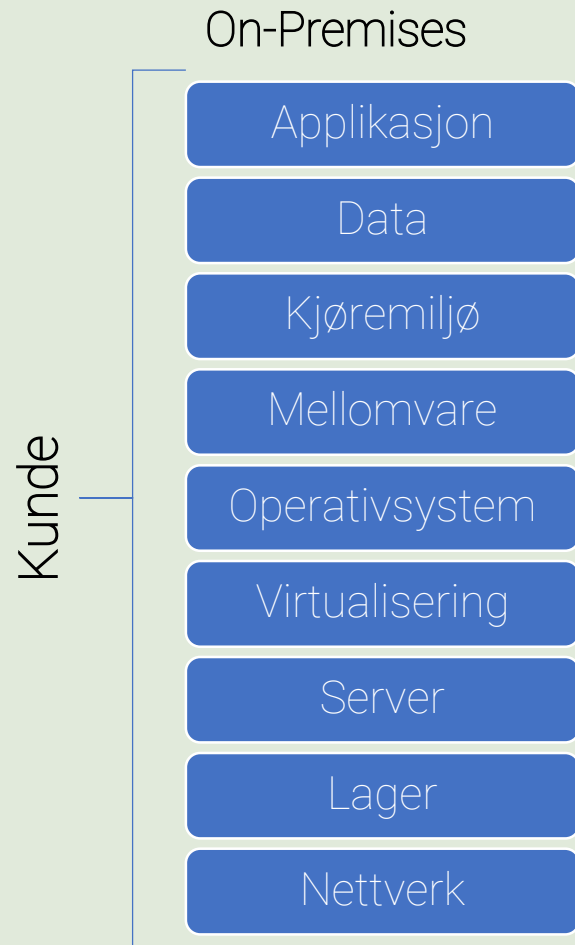 On-Premises
Kunde
Applikasjon
Data
Kjøremiljø
Mellomvare
Operativsystem
Virtualisering
Server
Lager
Nettverk